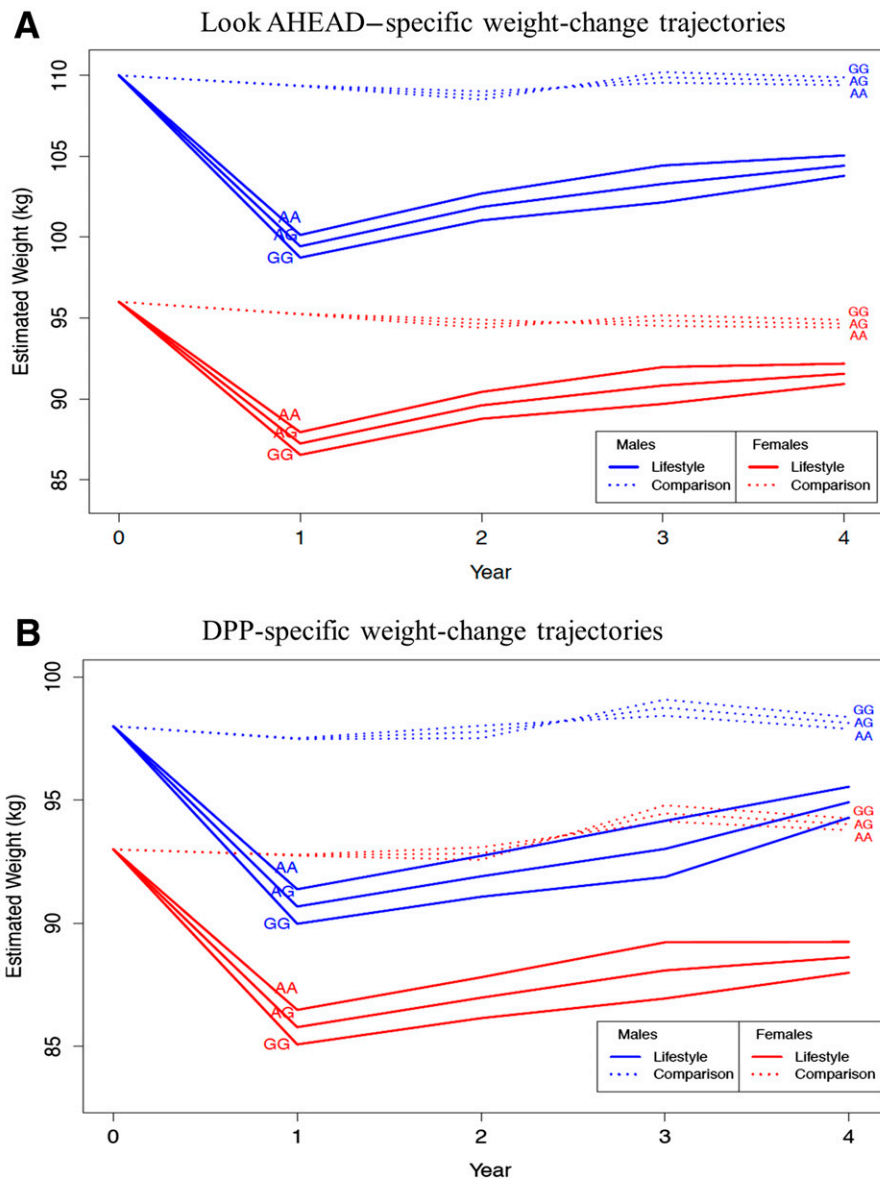 A
Look AHEAD–specific weight-change trajectories
Estimated Weight (kg)
110
105
100
95
90
85
GG
AG
AA
AA
AG
GG
GG
AG
AA
AA
AG
GG
Males Females
Lifestyle Lifestyle
Comparison Comparison
0 1 2 3 4
Year
B
DPP-specific weight-change trajectories
Estimated Weight (kg)
100
95
90
85
GG
AG
AA
GG
AG
AA
AA
AG
GG
AA
AG
GG
Males Females
Lifestyle Lifestyle
Comparison Comparison
0 1 2 3 4
Year